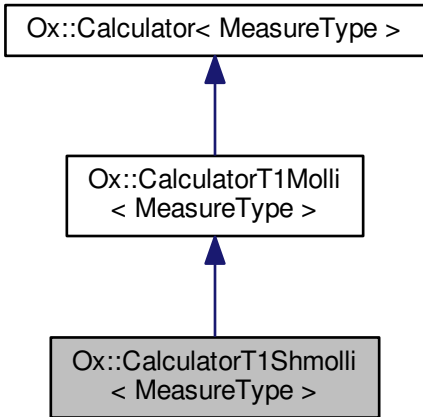 Ox::Calculator< MeasureType >
Ox::CalculatorT1Molli
< MeasureType >
Ox::CalculatorT1Shmolli
< MeasureType >